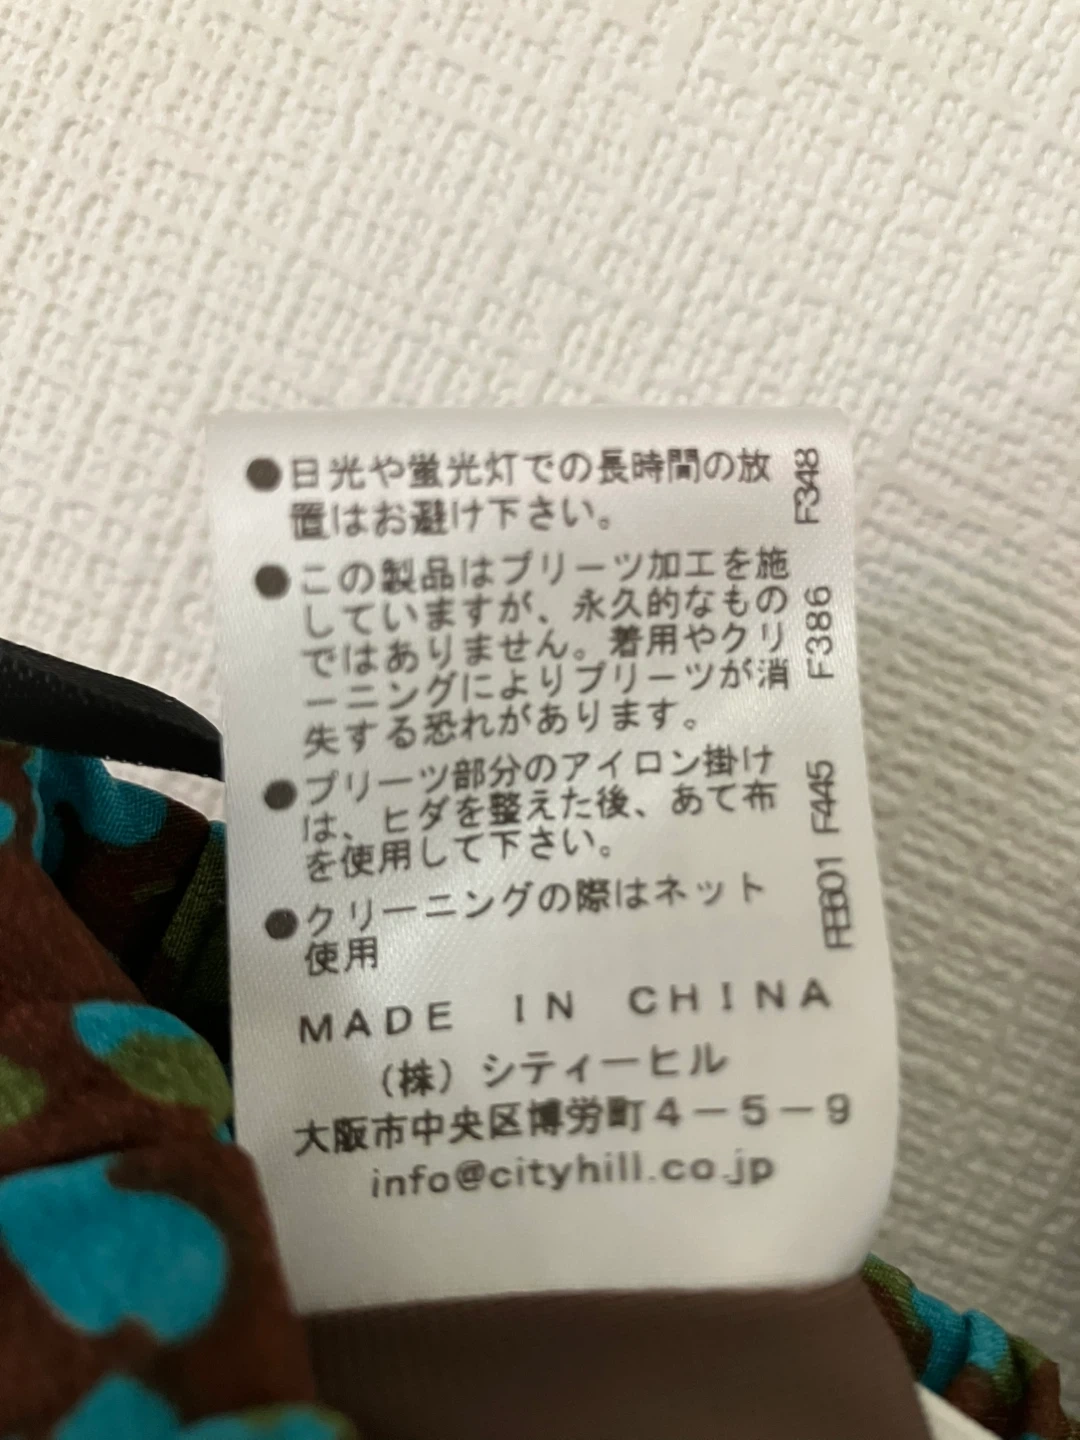 ●日光や蛍光灯での長時間の放
置はお避け下さい。
●この製品はプリーツ加工を施
していますが、永久的なもの
ではありません。着用やクリ
ーニングによりプリーツが消
失する恐れがあります。
●プリーツ部分のアイロン掛け
は、ヒダを整えた後、あて布
を使用して下さい。
●クリーニングの際はネット
使用
MADE IN CHINA
(株)シティーヒル
大阪市中央区博労町4－5－9
info@cityhill.co.jp
F348
F386
F445